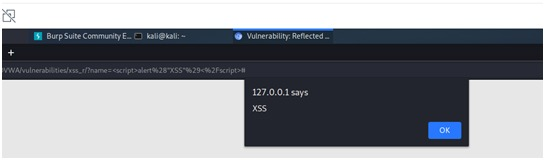 Burp Suite Community E... kali@kali: ~ Vulnerability: Reflected ...
+
VWA/vulnerabilities/xss_r/?name=<script>alert%28"XSS"%29<%2Fscript>#
127.0.0.1 says
XSS
OK